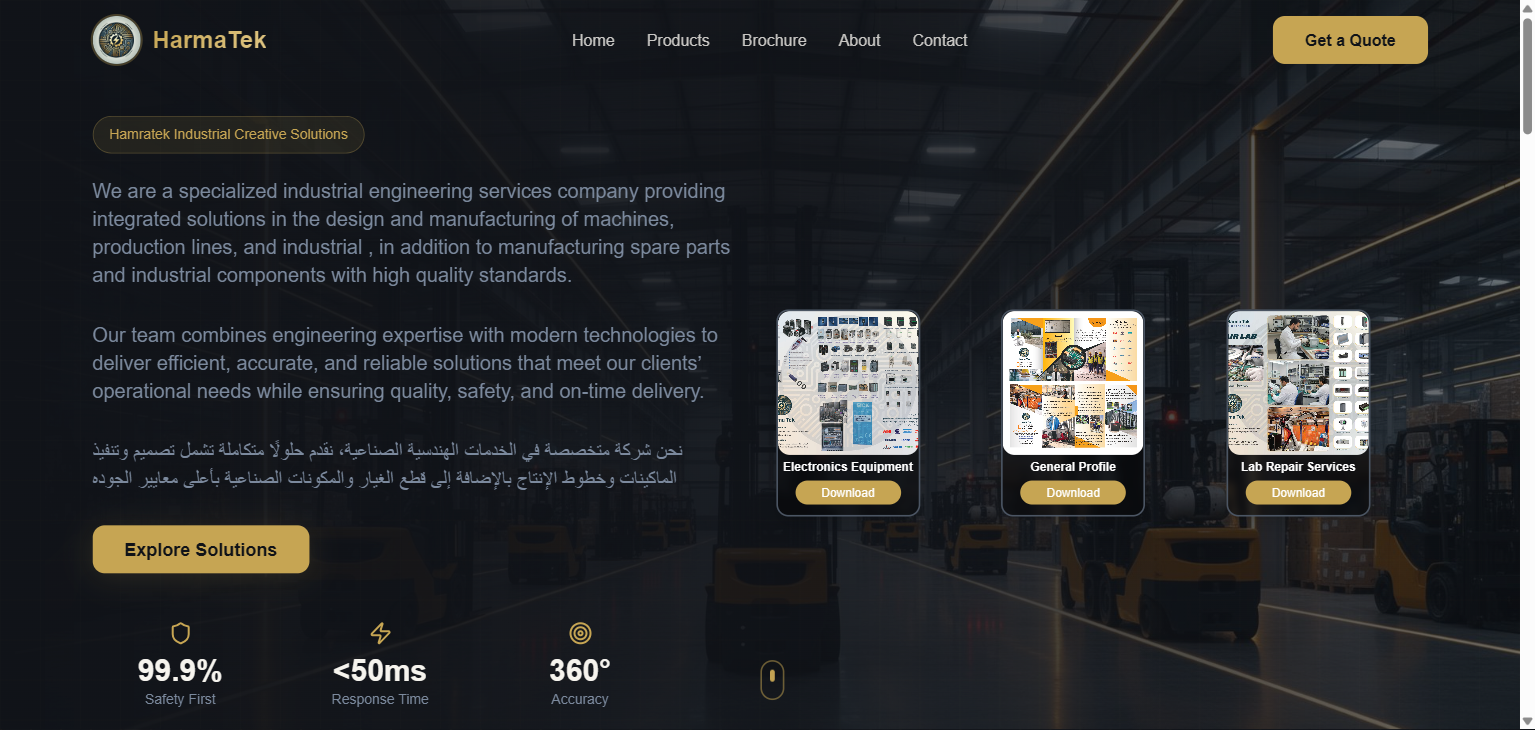 HarmaTek
Home
Products
Brochure
About
Contact
Get a Quote
Hamratek Industrial Creative Solutions
We are a specialized industrial engineering services company providing
integrated solutions in the design and manufacturing of machines,
production lines, and industrial , in addition to manufacturing spare parts
and industrial components with high quality standards.
Our team combines engineering expertise with modern technologies to
deliver efficient, accurate, and reliable solutions that meet our clients’
operational needs while ensuring quality, safety, and on-time delivery.
نحن شركة متخصصة في الخدمات الهندسية الصناعية، نقدم حلولًا متكاملة تشمل تصميم وتنفيذ
الماكينات وخطوط الإنتاج بالإضافة إلى قطع الغيار والمكونات الصناعية بأعلى معايير الجوده
Explore Solutions
Electronics Equipment
Download
General Profile
Download
Lab Repair Services
Download
99.9%
Safety First
<50ms
Response Time
360°
Accuracy